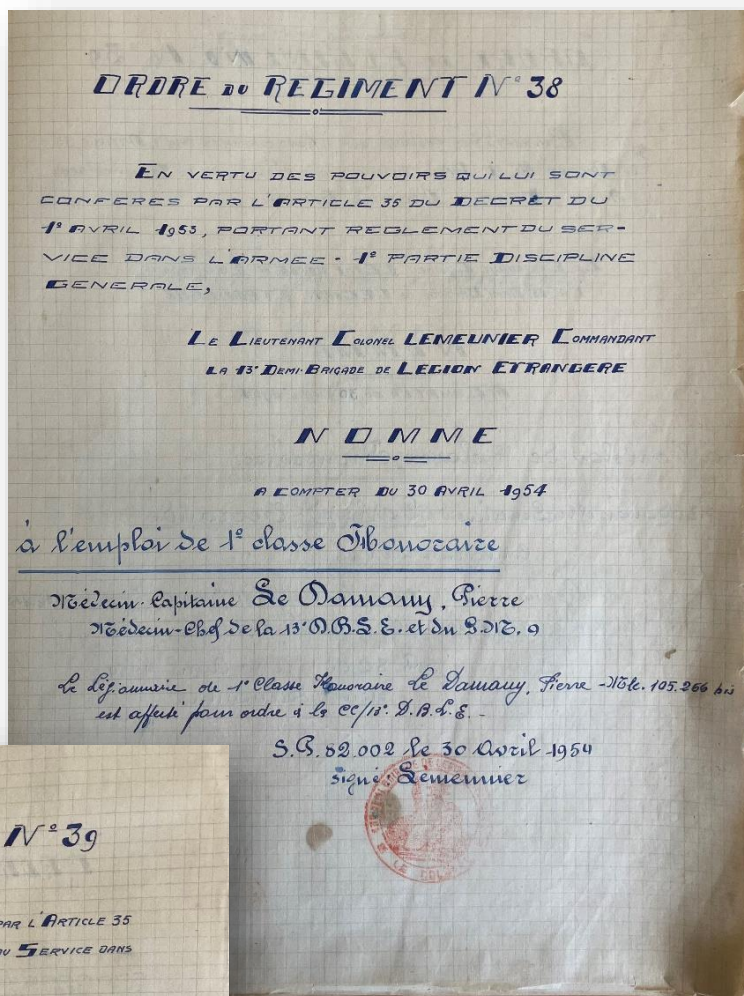 ORDRE DU REGIMENT N° 38
EN VERTU DES POUVOIRS QUI LUI SONT
CONFERES PAR L'ARTICLE 35 DU DECRET DU
1° AVRIL 1953, PORTANT REGLEMENT DU SER-
VICE DANS L'ARMEE - 1° PARTIE DISCIPLINE
GENERALE,
LE LIEUTENANT COLONEL LEMEUNIER COMMANDANT
LA 13° DEMI-BRIGADE DE LEGION ETRANGERE
NOMME
A COMPTER DU 30 AVRIL 1954
à l'emploi de 1° classe Honoraire
Médecin-Capitaine Le Damany, Pierre
Médecin-Chef de la 13° D.B.L.E. et du G.M. 9
Le Légionnaire de 1° Classe Honoraire Le Damany, Pierre - Mle. 105.266 bis
est affecté pour ordre à la CC/13°. D.B.L.E. -
S.P. 82.002 le 30 Avril 1954
signé: Lemeunier
LE COL
N° 39
PAR L'ARTICLE 35
DU SERVICE DANS